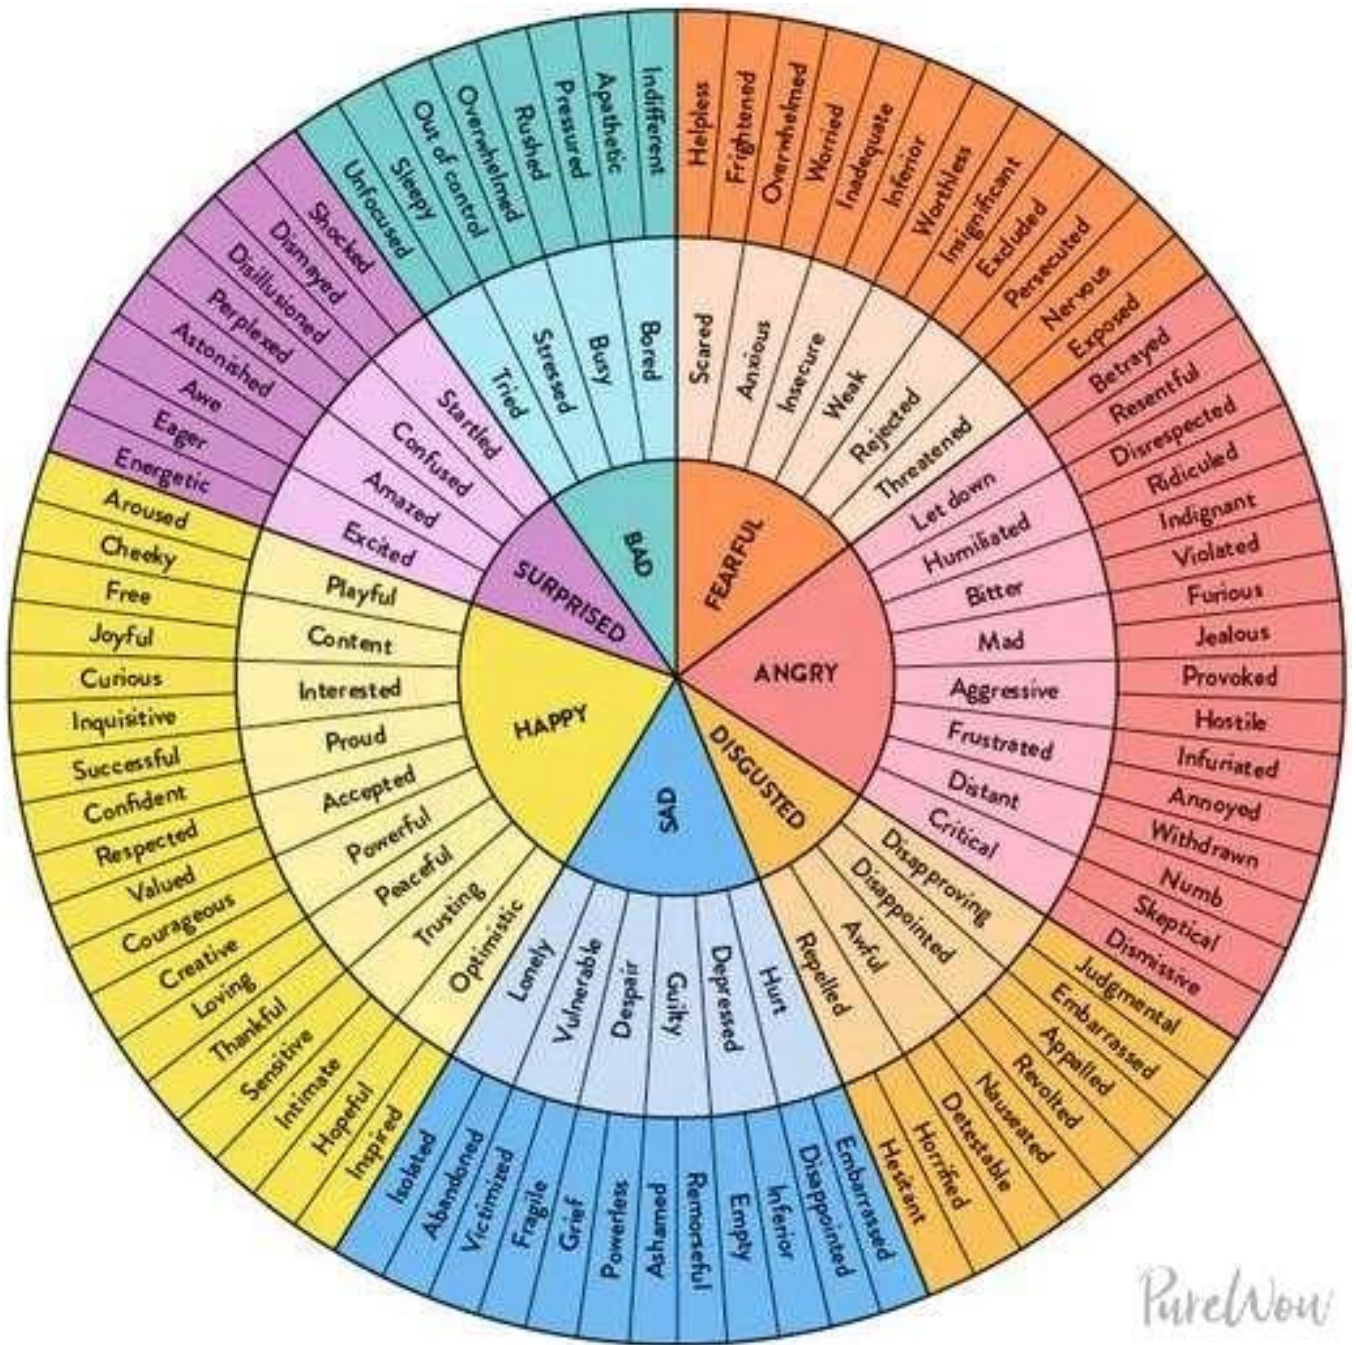 BAD
FEARFUL
ANGRY
DISGUSTED
SAD
HAPPY
SURPRISED
Scared
Anxious
Insecure
Weak
Rejected
Threatened
Let down
Humiliated
Bitter
Mad
Aggressive
Frustrated
Distant
Critical
Disapproving
Disappointed
Awful
Repelled
Hurt
Depressed
Guilty
Despair
Vulnerable
Lonely
Optimistic
Trusting
Peaceful
Powerful
Accepted
Proud
Interested
Content
Playful
Excited
Amazed
Confused
Startled
Tried
Stressed
Busy
Bored
Helpless
Frightened
Overwhelmed
Worried
Inadequate
Inferior
Worthless
Insignificant
Excluded
Persecuted
Nervous
Exposed
Betrayed
Resentful
Disrespected
Ridiculed
Indignant
Violated
Furious
Jealous
Provoked
Hostile
Infuriated
Annoyed
Withdrawn
Numb
Skeptical
Dismissive
Judgmental
Embarrassed
Appalled
Revolted
Nauseated
Detestable
Horrified
Hesitant
Embarrassed
Disappointed
Inferior
Empty
Remorseful
Ashamed
Powerless
Grief
Fragile
Victimized
Abandoned
Isolated
Inspired
Hopeful
Intimate
Sensitive
Thankful
Loving
Creative
Courageous
Valued
Respected
Confident
Successful
Inquisitive
Curious
Joyful
Free
Cheeky
Aroused
Energetic
Eager
Awe
Astonished
Perplexed
Disillusioned
Dismayed
Shocked
Unfocused
Sleepy
Out of control
Overwhelmed
Rushed
Pressured
Apathetic
Indifferent
PureWow